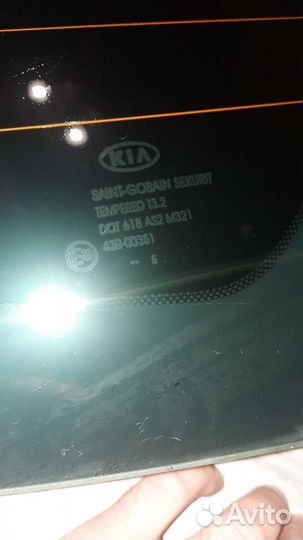 KIA
SAINT-GOBAIN SEKURIT
TEMPERED T3.2
DOT 618 AS2 M321
43R-00351
•• 5
Avito